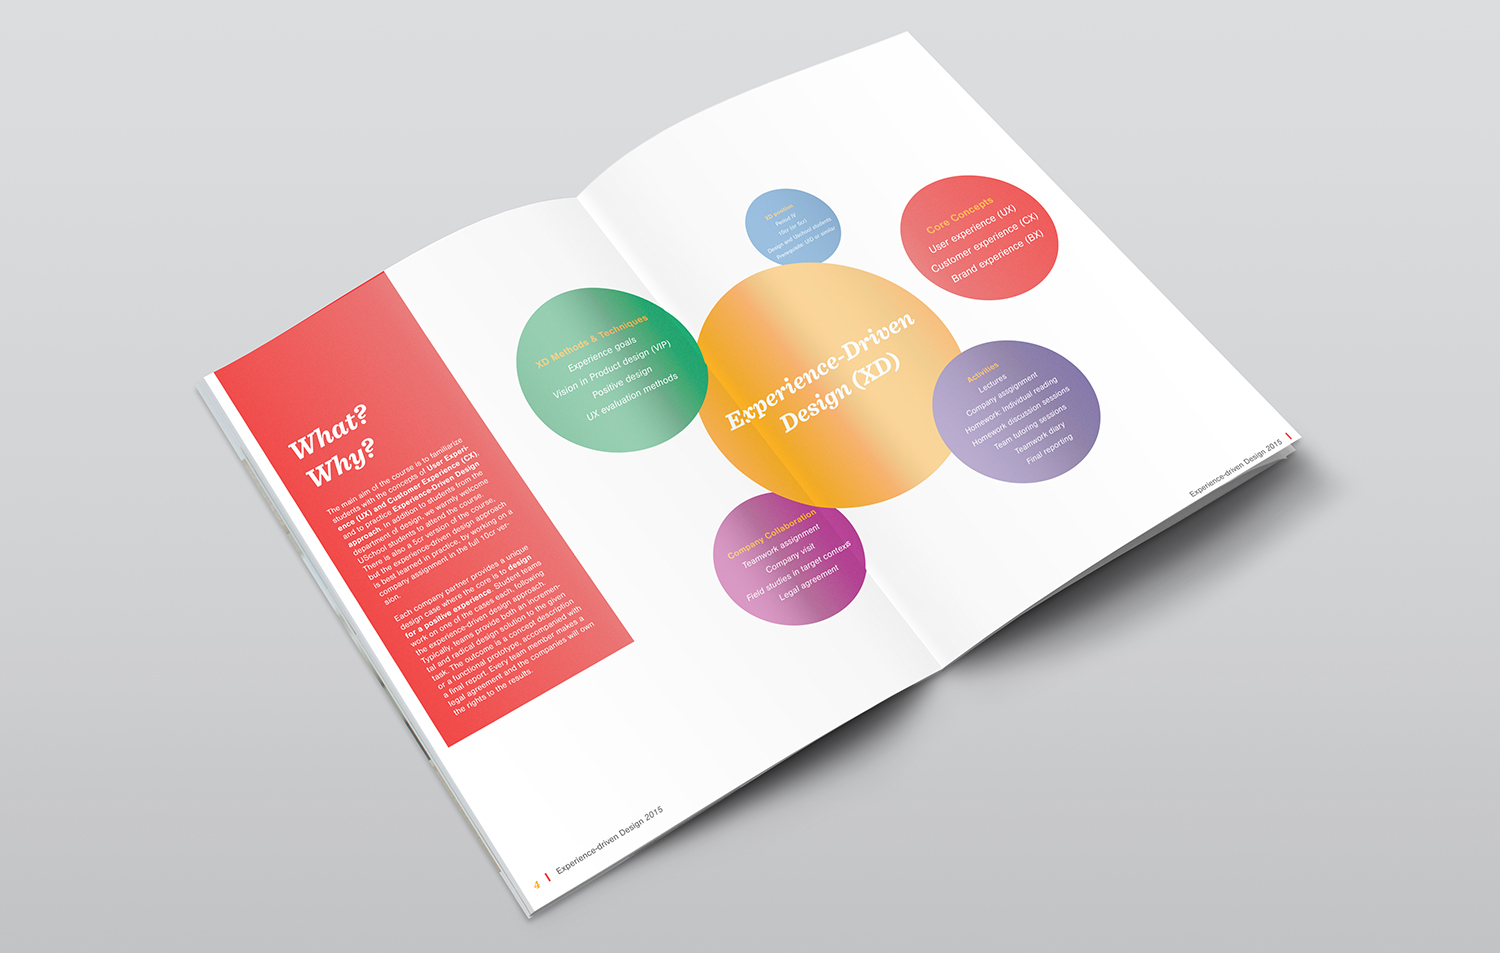 What?
Why?
The main aim of the course is to familiarize
students with the concepts of User Experi-
ence (UX) and Customer Experience (CX),
and to practice Experience-Driven Design
approach. In addition to students from the
department of design, we warmly welcome
USchool students to attend the course.
There is also a 5cr version of the course,
but the experience-driven design approach
is best learned in practice, by working on a
company assignment in the full 10cr ver-
sion.
Each company partner provides a unique
design case where the core is to design
for a positive experience. Student teams
work on one of the cases each, following
the experience-driven design approach.
Typically, teams provide both an incremen-
tal and radical design solution to the given
task. The outcome is a concept description
or a functional prototype, accompanied with
a final report. Every team member makes a
legal agreement and the companies will own
the rights to the results.
4 | Experience-driven Design 2015
XD Methods & Techniques
Experience goals
Vision in Product design (ViP)
Positive design
UX evaluation methods
XD position
Period IV
10cr (or 5cr)
Design and Uschool students
Prerequisite: UID or similar
Experience-Driven
Design (XD)
Core Concepts
User experience (UX)
Customer experience (CX)
Brand experience (BX)
Activities
Lectures
Company assignment
Homework: Individual reading
Homework discussion sessions
Team tutoring sessions
Teamwork diary
Final reporting
Company Collaboration
Teamwork assignment
Company visit
Field studies in target context
Legal agreement
Experience-driven Design 2015 |